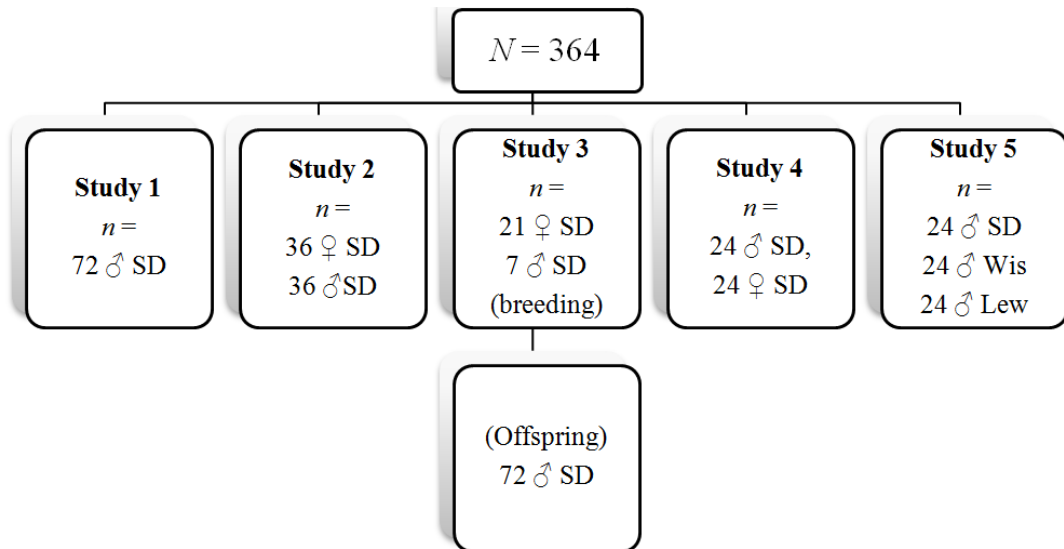 N = 364
Study 1
n =
72 ♂ SD
Study 2
n =
36 ♀ SD
36 ♂SD
Study 3
n =
21 ♀ SD
7 ♂ SD
(breeding)
Study 4
n =
24 ♂ SD,
24 ♀ SD
Study 5
n =
24 ♂ SD
24 ♂ Wis
24 ♂ Lew
(Offspring)
72 ♂ SD